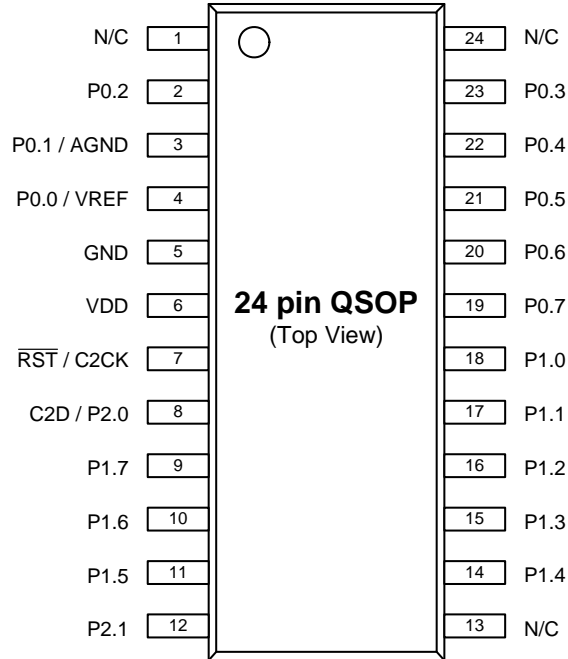 N/C 1 24 N/C
P0.2 2 23 P0.3
P0.1 / AGND 3 22 P0.4
P0.0 / VREF 4 21 P0.5
GND 5 20 P0.6
VDD 6 24 pin QSOP 19 P0.7
(Top View)
R̅S̅T̅ / C2CK 7 18 P1.0
C2D / P2.0 8 17 P1.1
P1.7 9 16 P1.2
P1.6 10 15 P1.3
P1.5 11 14 P1.4
P2.1 12 13 N/C